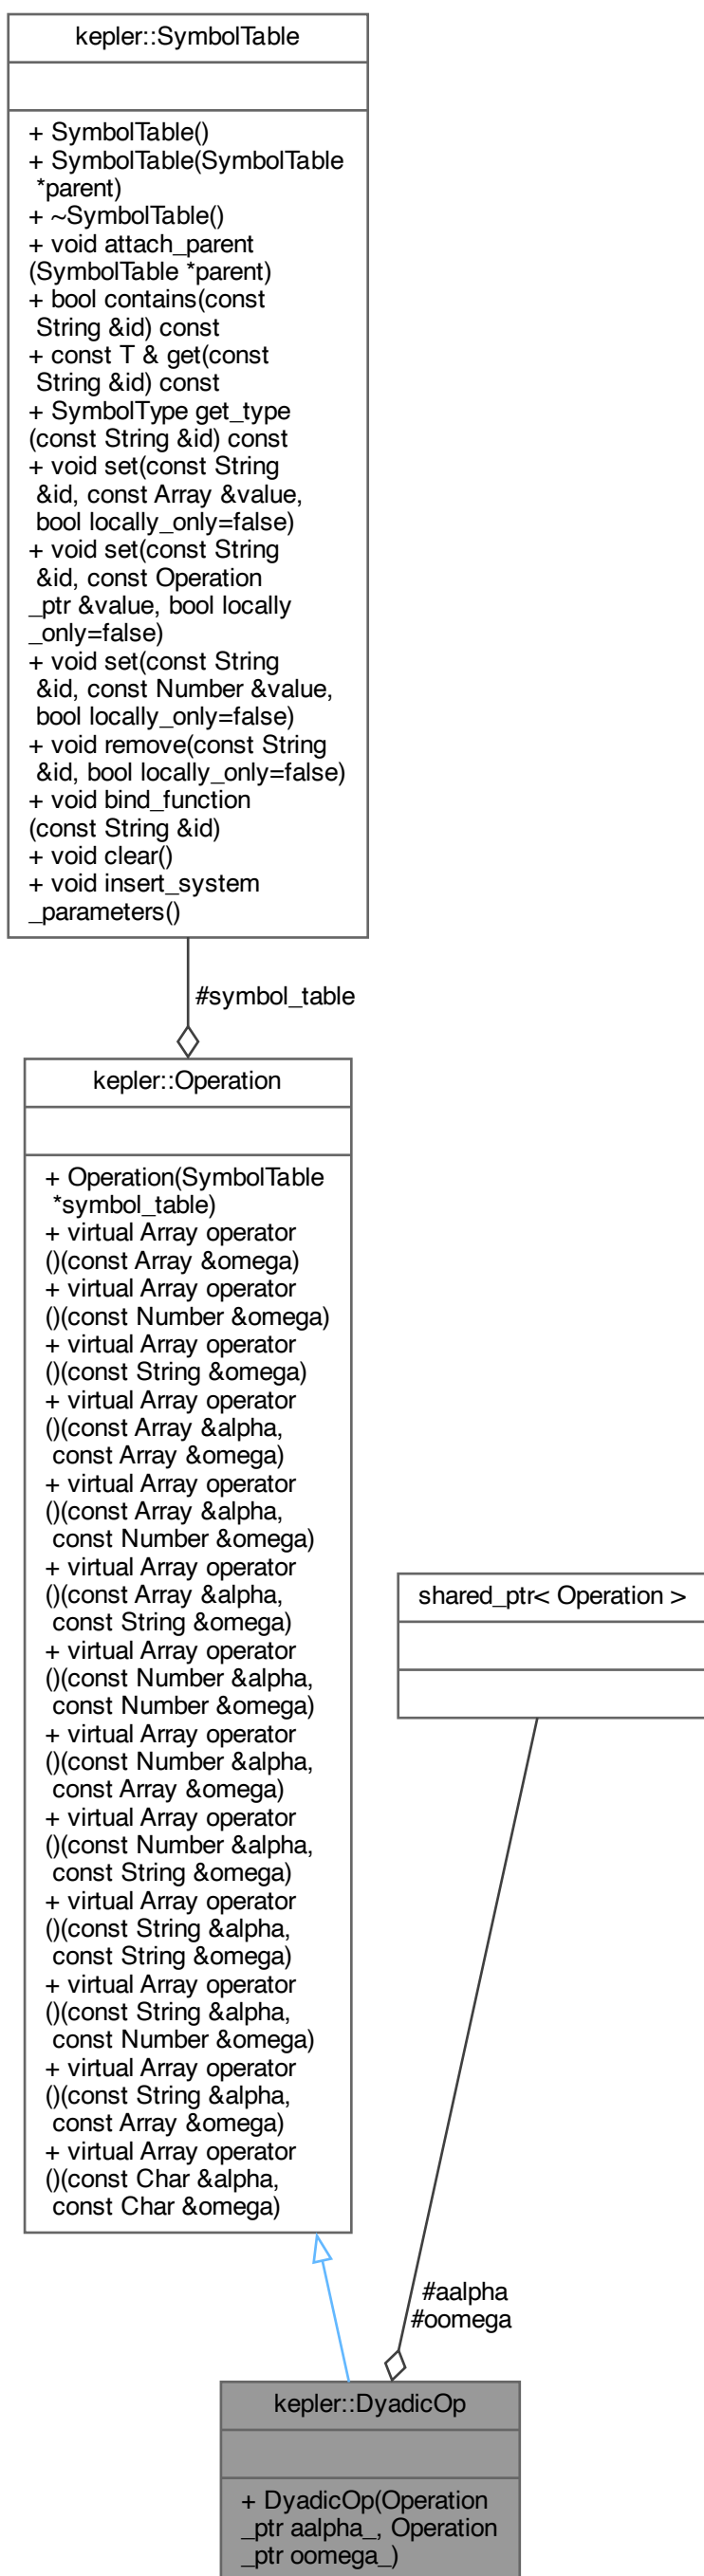 kepler::SymbolTable
+ SymbolTable()
+ SymbolTable(SymbolTable
*parent)
+ ~SymbolTable()
+ void attach_parent
(SymbolTable *parent)
+ bool contains(const
String &id) const
+ const T & get(const
String &id) const
+ SymbolType get_type
(const String &id) const
+ void set(const String
&id, const Array &value,
bool locally_only=false)
+ void set(const String
&id, const Operation
_ptr &value, bool locally
_only=false)
+ void set(const String
&id, const Number &value,
bool locally_only=false)
+ void remove(const String
&id, bool locally_only=false)
+ void bind_function
(const String &id)
+ void clear()
+ void insert_system
_parameters()
#symbol_table
kepler::Operation
+ Operation(SymbolTable
*symbol_table)
+ virtual Array operator
()(const Array &omega)
+ virtual Array operator
()(const Number &omega)
+ virtual Array operator
()(const String &omega)
+ virtual Array operator
()(const Array &alpha,
const Array &omega)
+ virtual Array operator
()(const Array &alpha,
const Number &omega)
+ virtual Array operator
()(const Array &alpha,
const String &omega)
+ virtual Array operator
()(const Number &alpha,
const Number &omega)
+ virtual Array operator
()(const Number &alpha,
const Array &omega)
+ virtual Array operator
()(const Number &alpha,
const String &omega)
+ virtual Array operator
()(const String &alpha,
const String &omega)
+ virtual Array operator
()(const String &alpha,
const Number &omega)
+ virtual Array operator
()(const String &alpha,
const Array &omega)
+ virtual Array operator
()(const Char &alpha,
const Char &omega)
shared_ptr< Operation >
#aalpha
#oomega
kepler::DyadicOp
+ DyadicOp(Operation
_ptr aalpha_, Operation
_ptr oomega_)